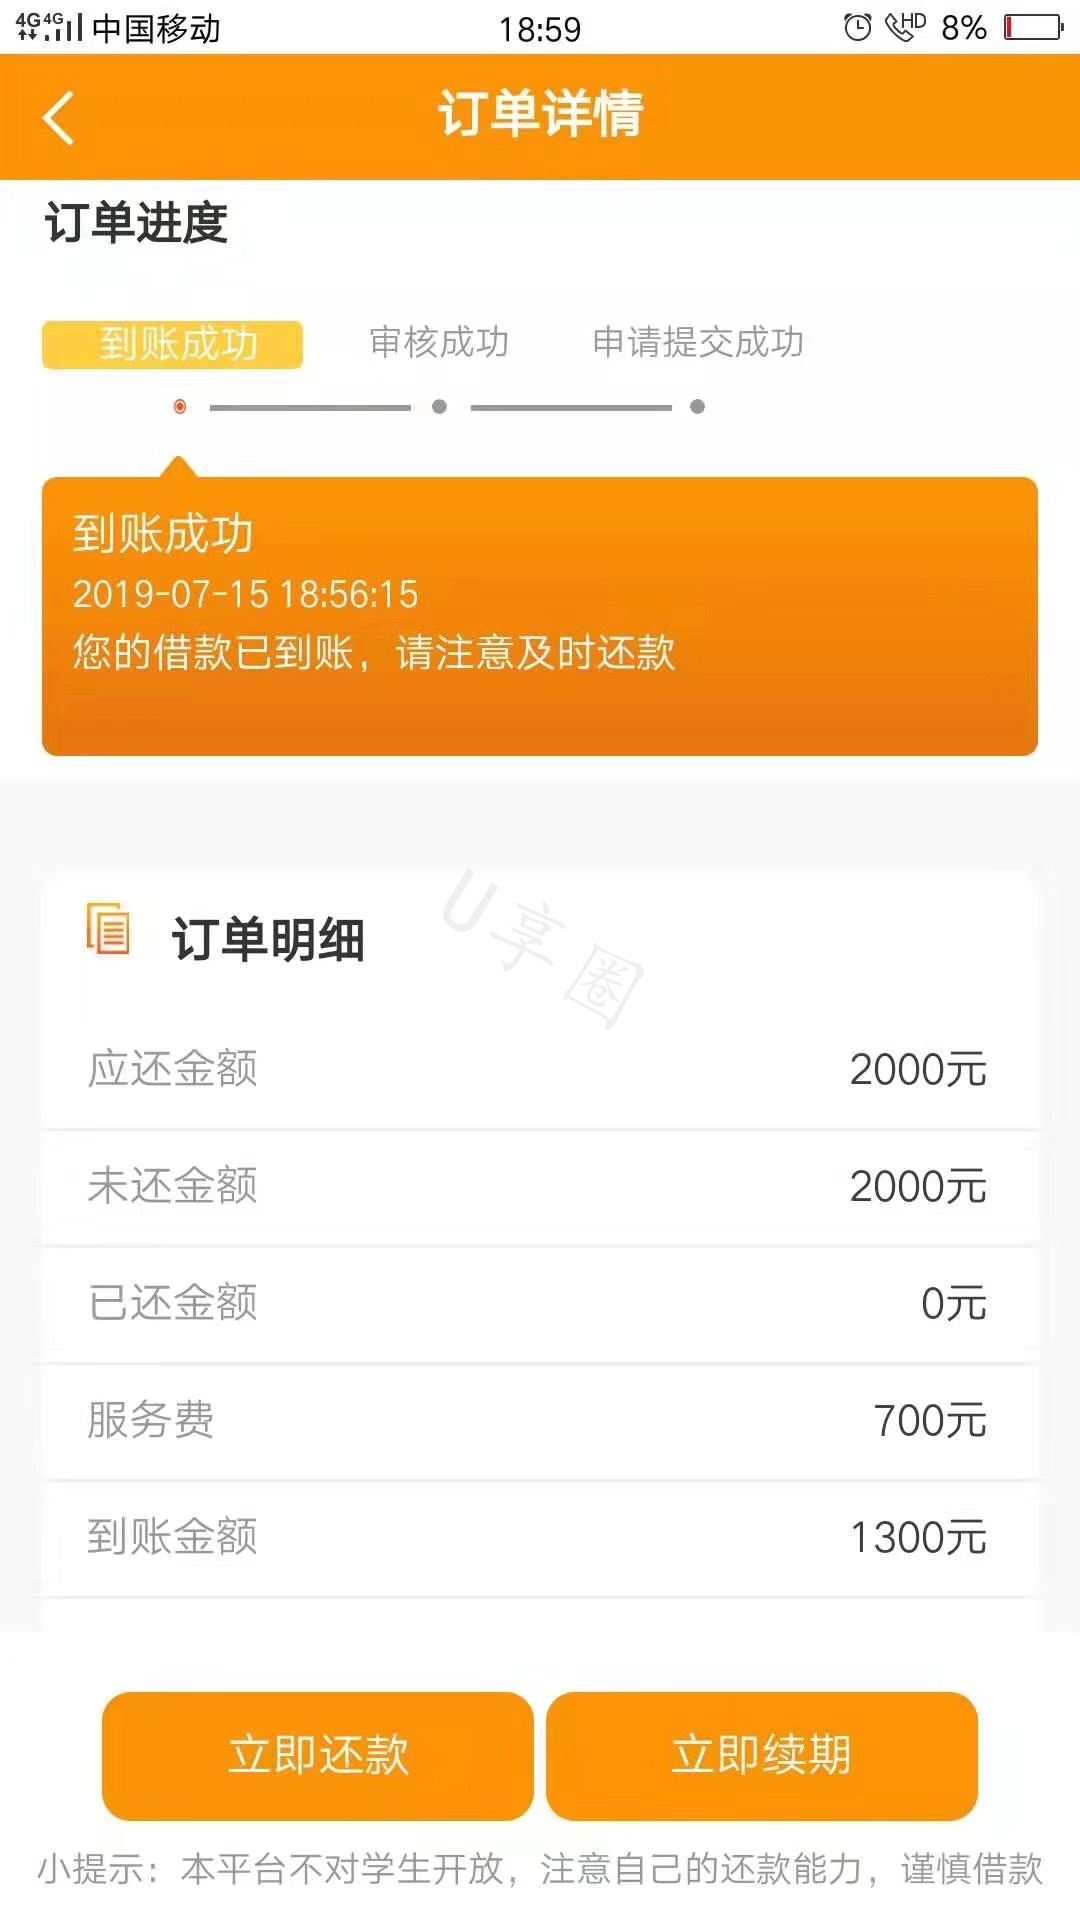 4G 4G 中国移动 18:59 HD 8%
订单详情
订单进度
到账成功 审核成功 申请提交成功
到账成功
2019-07-15 18:56:15
您的借款已到账，请注意及时还款
U享圈
订单明细
应还金额 2000元
未还金额 2000元
已还金额 0元
服务费 700元
到账金额 1300元
立即还款 立即续期
小提示：本平台不对学生开放，注意自己的还款能力，谨慎借款